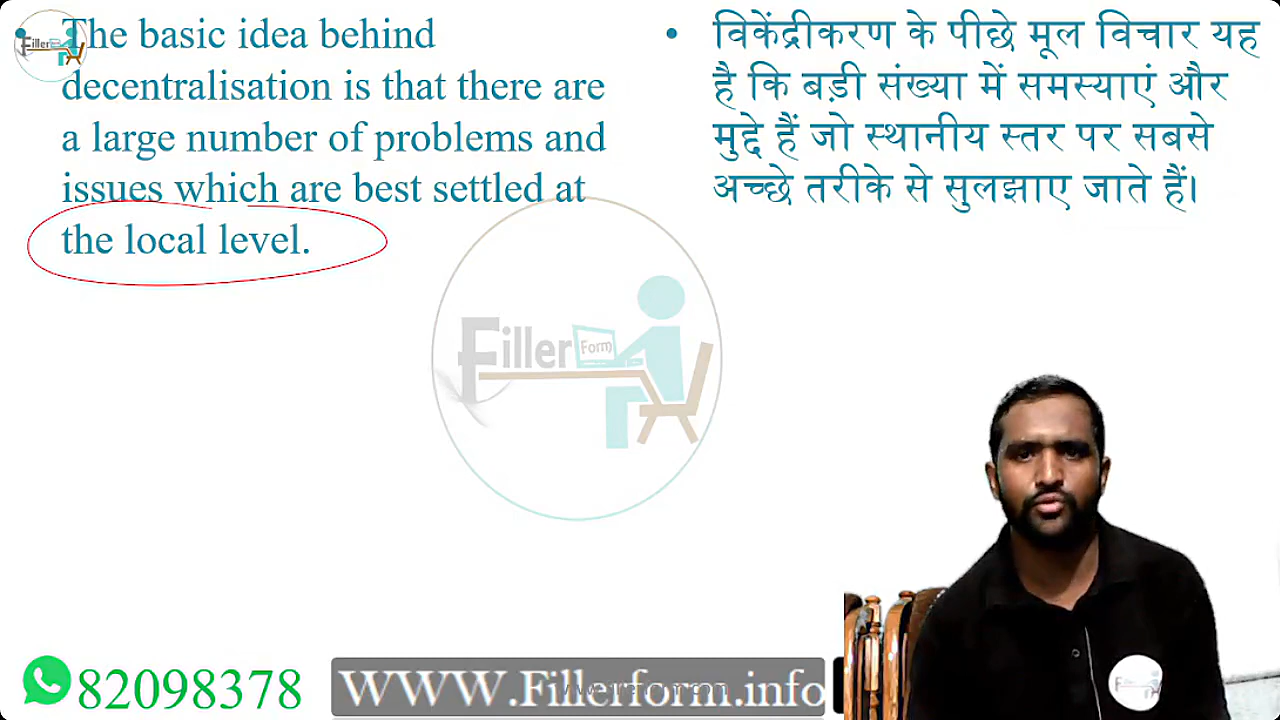 The basic idea behind
decentralisation is that there are
a large number of problems and
issues which are best settled at
the local level.
विकेंद्रीकरण के पीछे मूल विचार यह
है कि बड़ी संख्या में समस्याएं और
मुद्दे हैं जो स्थानीय स्तर पर सबसे
अच्छे तरीके से सुलझाए जाते हैं।
Filler Form
82098378
WWW.Fillerform.info